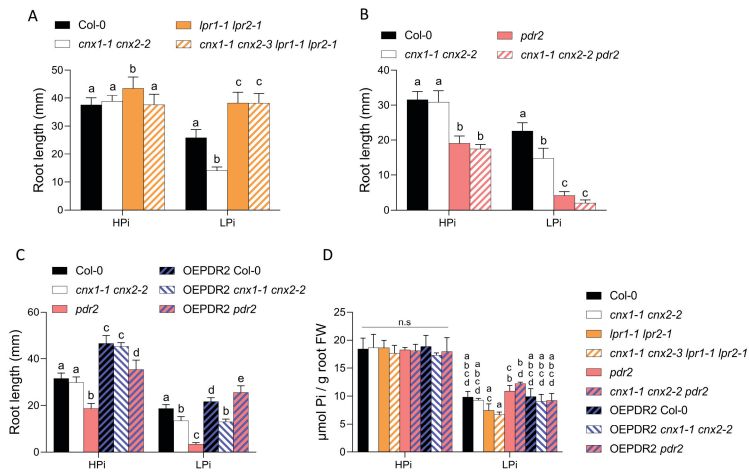 A
Col-0
lpr1-1 lpr2-1
cnx1-1 cnx2-2
cnx1-1 cnx2-3 lpr1-1 lpr2-1
Root length (mm)
50
40
30
20
10
0
a a b a
a b c c
HPi LPi
B
Col-0
pdr2
cnx1-1 cnx2-2
cnx1-1 cnx2-2 pdr2
Root length (mm)
40
30
20
10
0
a a b b
a b c c
HPi LPi
C
Col-0
OEPDR2 Col-0
cnx1-1 cnx2-2
OEPDR2 cnx1-1 cnx2-2
pdr2
OEPDR2 pdr2
Root length (mm)
60
40
20
0
a a b c c d
a b c d b e
HPi LPi
D
µmol Pi / g root FW
25
20
15
10
5
0
n.s
HPi LPi
Col-0
cnx1-1 cnx2-2
lpr1-1 lpr2-1
cnx1-1 cnx2-3 lpr1-1 lpr2-1
pdr2
cnx1-1 cnx2-2 pdr2
OEPDR2 Col-0
OEPDR2 cnx1-1 cnx2-2
OEPDR2 pdr2